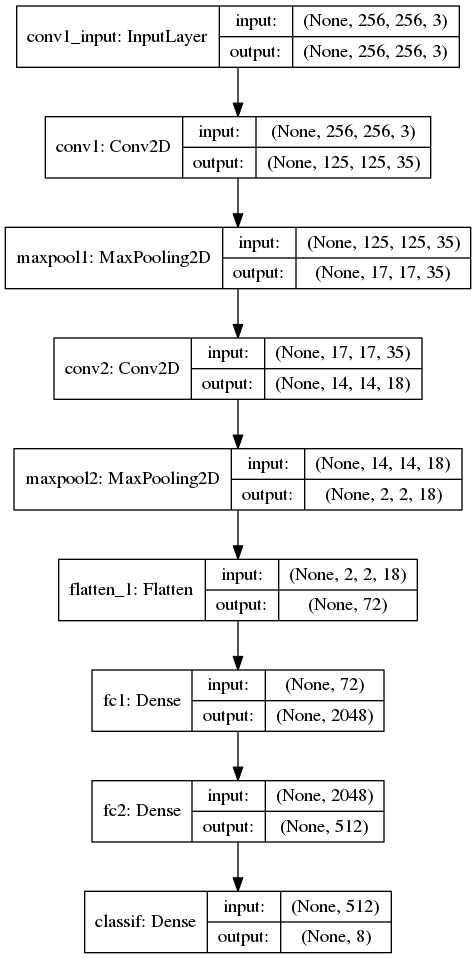 conv1_input: InputLayer
input: (None, 256, 256, 3)
output: (None, 256, 256, 3)
conv1: Conv2D
input: (None, 256, 256, 3)
output: (None, 125, 125, 35)
maxpool1: MaxPooling2D
input: (None, 125, 125, 35)
output: (None, 17, 17, 35)
conv2: Conv2D
input: (None, 17, 17, 35)
output: (None, 14, 14, 18)
maxpool2: MaxPooling2D
input: (None, 14, 14, 18)
output: (None, 2, 2, 18)
flatten_1: Flatten
input: (None, 2, 2, 18)
output: (None, 72)
fc1: Dense
input: (None, 72)
output: (None, 2048)
fc2: Dense
input: (None, 2048)
output: (None, 512)
classif: Dense
input: (None, 512)
output: (None, 8)